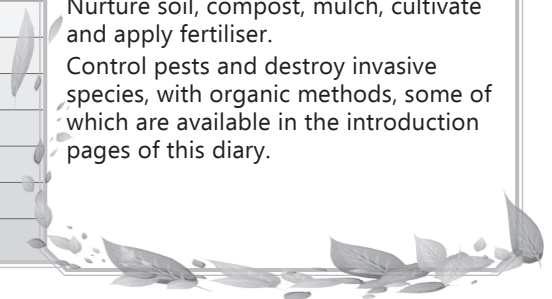 Nurture soil, compost, mulch, cultivate
and apply fertiliser.
Control pests and destroy invasive
species, with organic methods, some of
which are available in the introduction
pages of this diary.